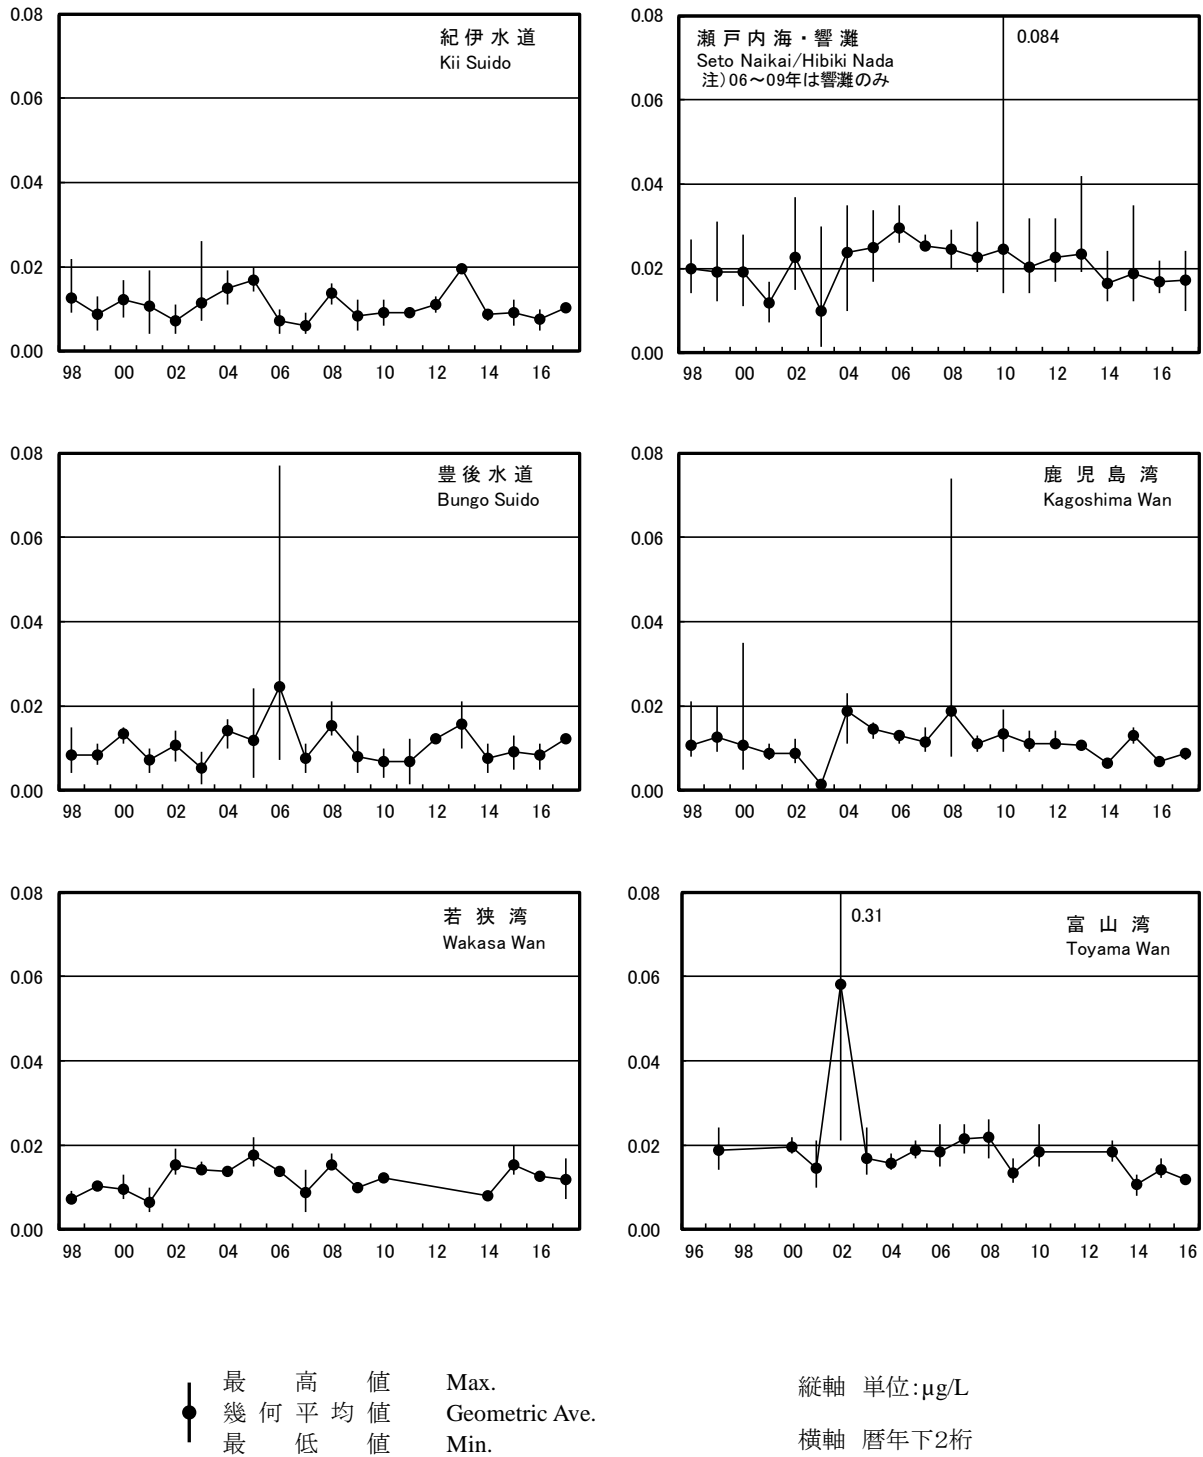 0.08
0.06
0.04
0.02
0.00
98 00 02 04 06 08 10 12 14 16
紀伊水道
Kii Suido
0.08
0.06
0.04
0.02
0.00
98 00 02 04 06 08 10 12 14 16
瀬戸内海・響灘
Seto Naikai/Hibiki Nada
注)06～09年は響灘のみ
0.084
0.08
0.06
0.04
0.02
0.00
98 00 02 04 06 08 10 12 14 16
豊後水道
Bungo Suido
0.08
0.06
0.04
0.02
0.00
98 00 02 04 06 08 10 12 14 16
鹿児島湾
Kagoshima Wan
0.08
0.06
0.04
0.02
0.00
98 00 02 04 06 08 10 12 14 16
若狭湾
Wakasa Wan
0.08
0.06
0.04
0.02
0.00
96 98 00 02 04 06 08 10 12 14 16
0.31
富山湾
Toyama Wan
最高値 Max.
幾何平均値 Geometric Ave.
最低値 Min.
縦軸 単位:µg/L
横軸 暦年下2桁